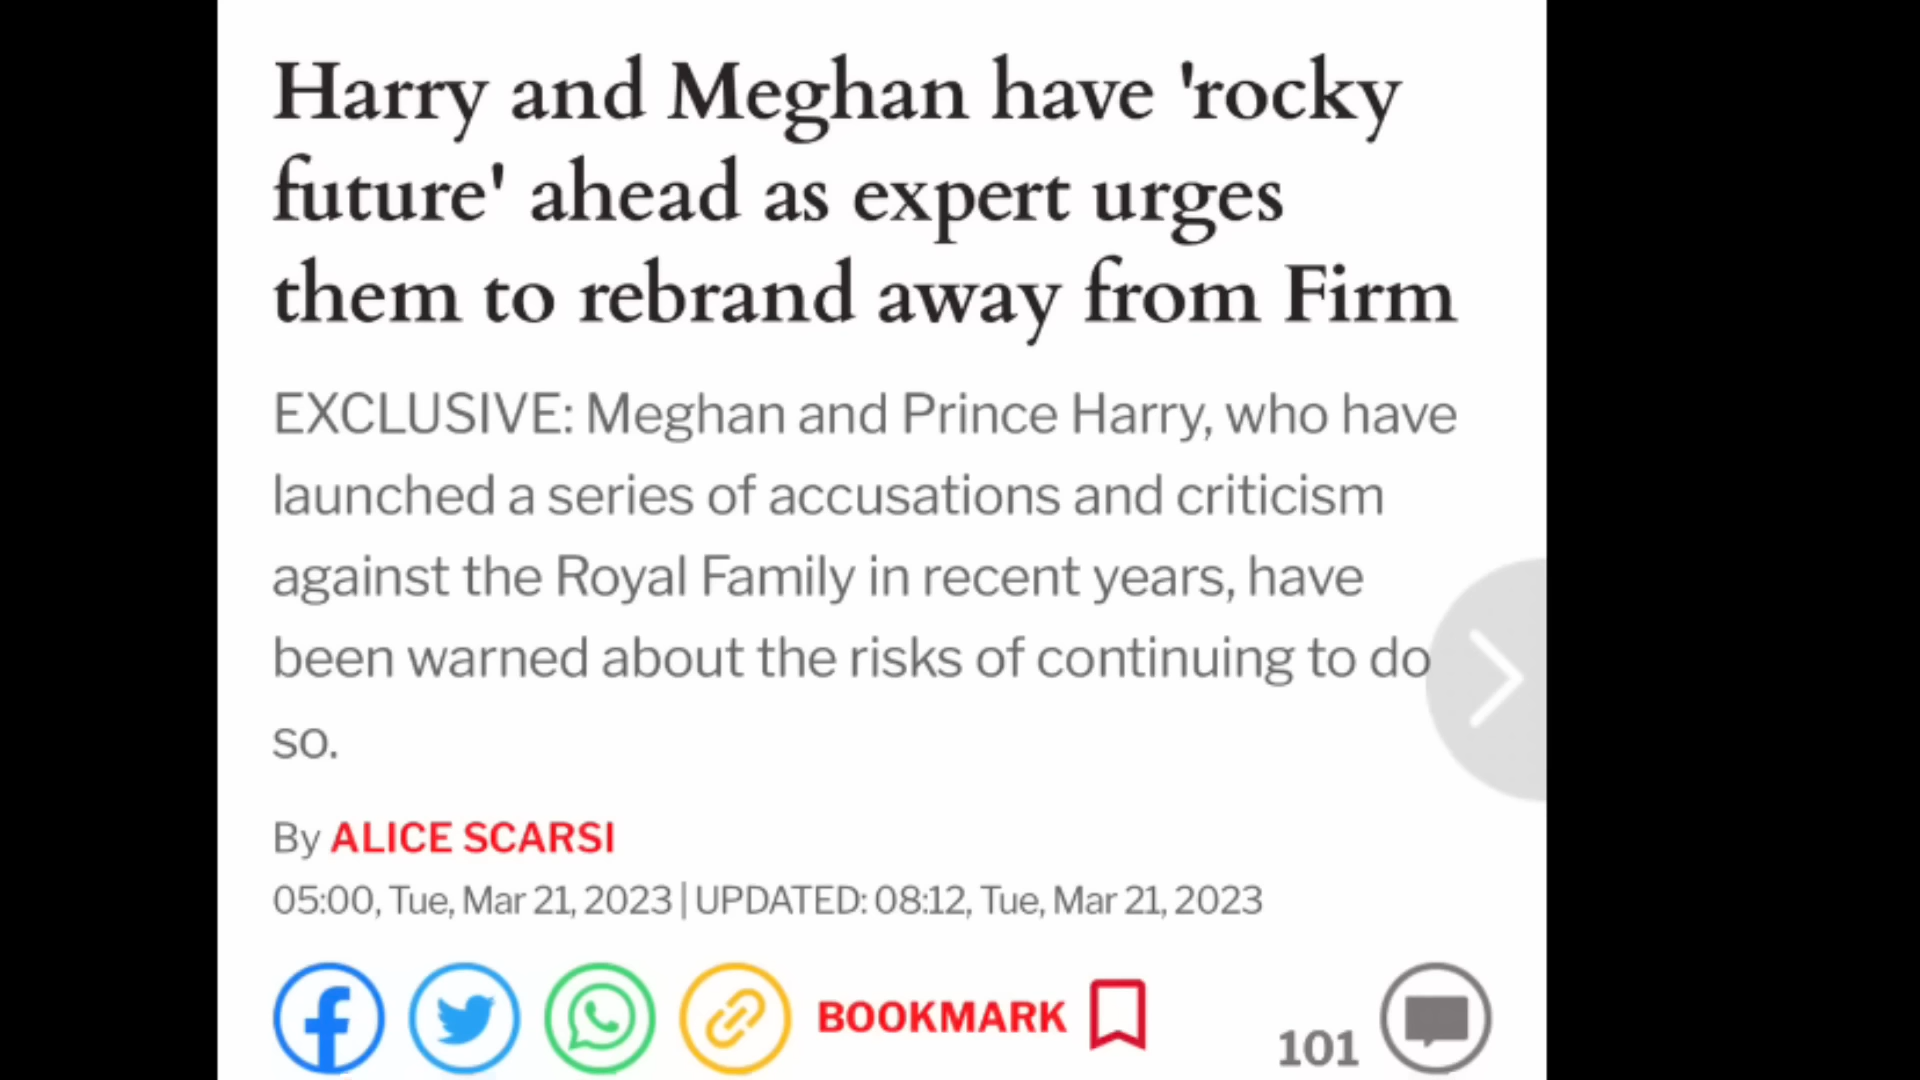 Harry and Meghan have 'rocky
future' ahead as expert urges
them to rebrand away from Firm
EXCLUSIVE: Meghan and Prince Harry, who have
launched a series of accusations and criticism
against the Royal Family in recent years, have
been warned about the risks of continuing to do
so.
By ALICE SCARSI
05:00, Tue, Mar 21, 2023 | UPDATED: 08:12, Tue, Mar 21, 2023
BOOKMARK
101